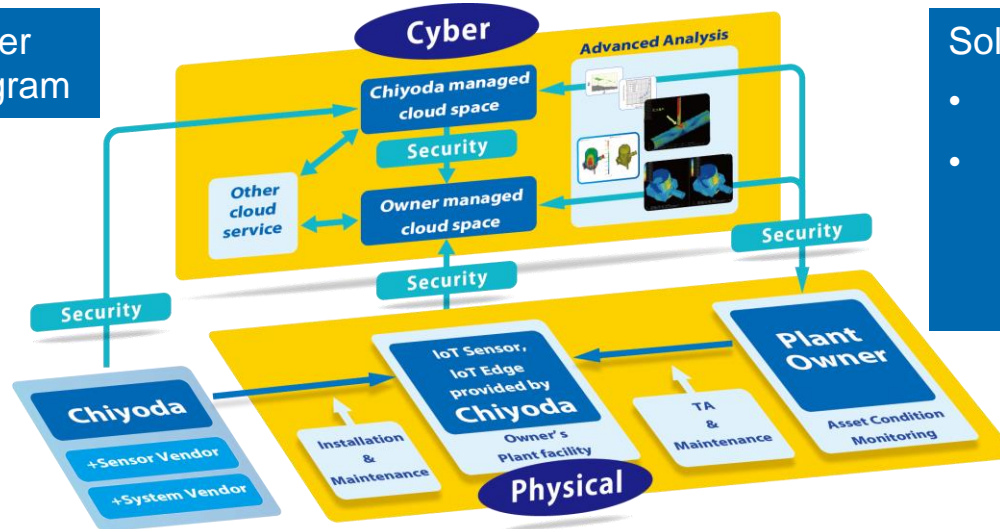 er
gram
Cyber
Advanced Analysis
Chiyoda managed
cloud space
Security
Other
cloud
service
Owner managed
cloud space
Security
Security
Security
Sol
•
•
Chiyoda
+Sensor Vendor
+System Vendor
Installation
&
Maintenance
IoT Sensor,
IoT Edge
provided by
Chiyoda
Owner's
Plant facility
TA
&
Maintenance
Plant
Owner
Asset Condition
Monitoring
Physical